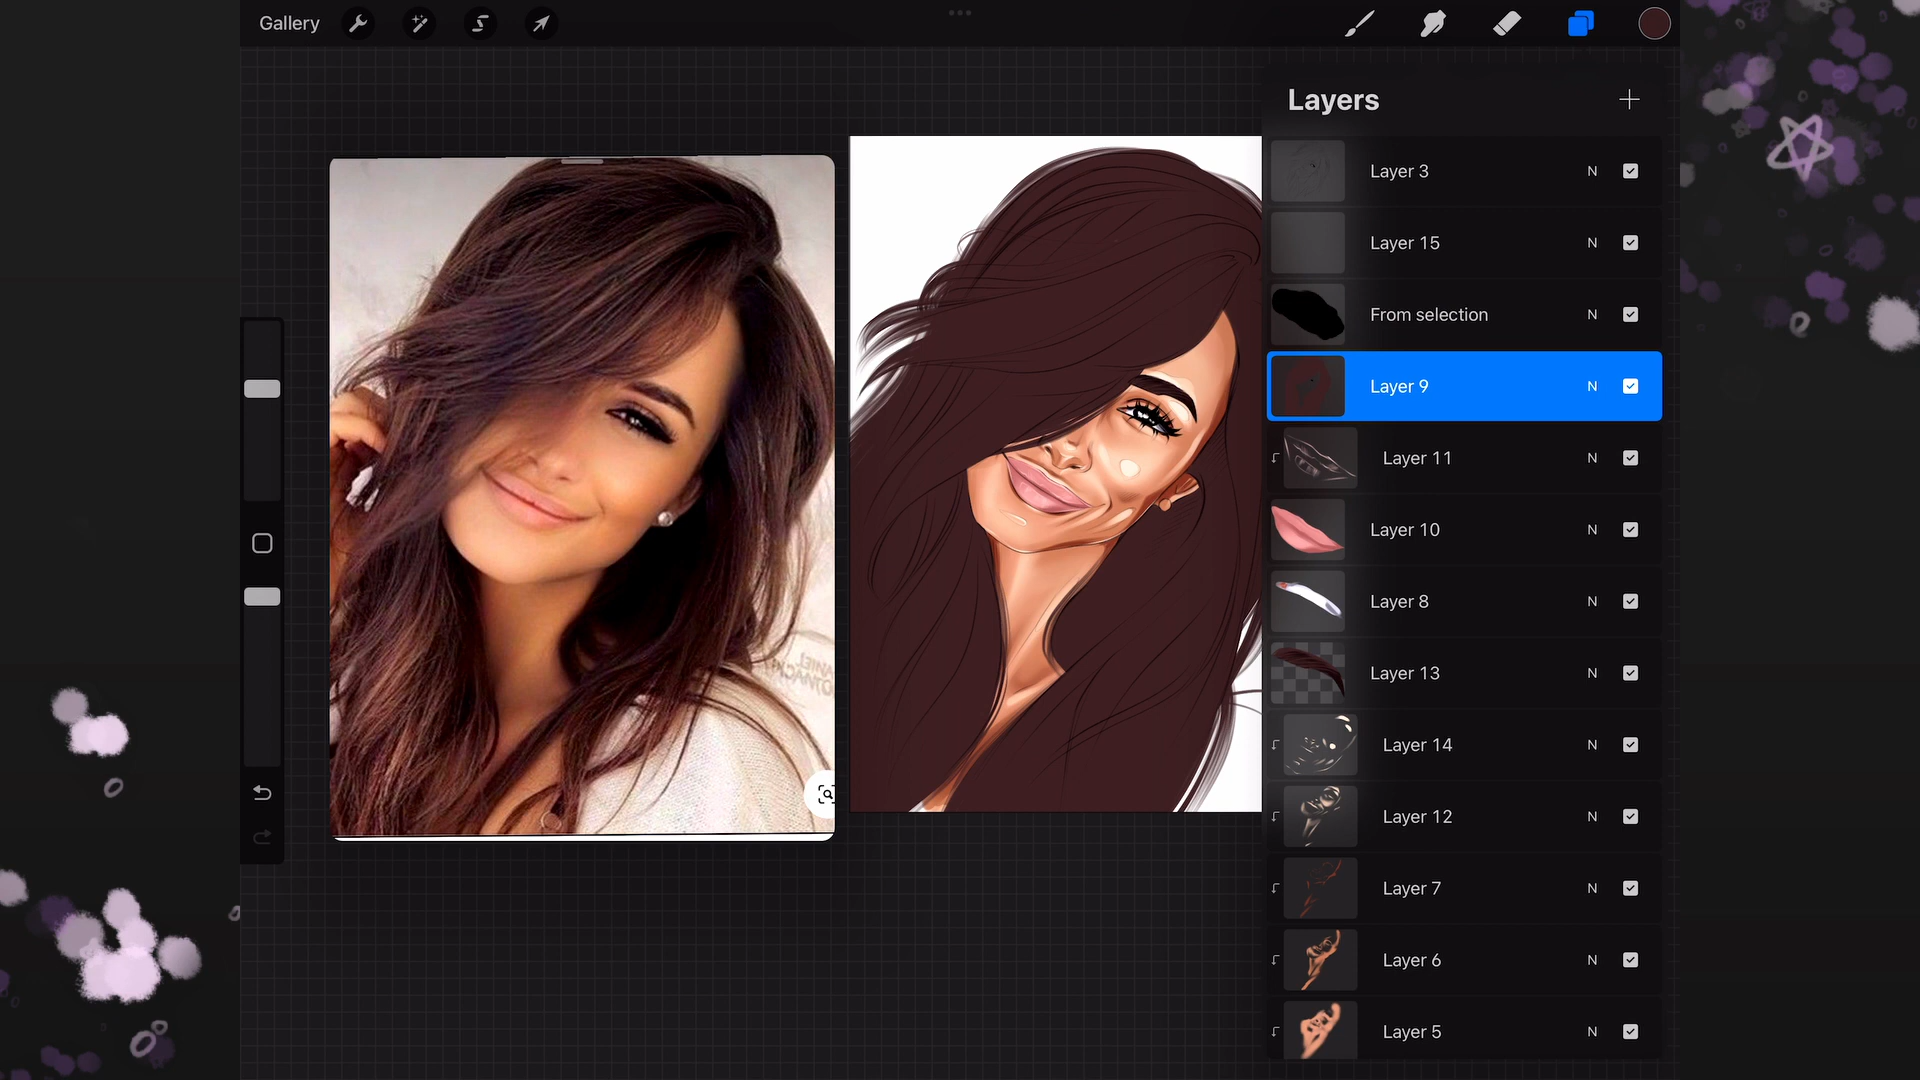 Gallery
Layers
Layer 3 N
Layer 15 N
From selection N
Layer 9 N
Layer 11 N
Layer 10 N
Layer 8 N
Layer 13 N
Layer 14 N
Layer 12 N
Layer 7 N
Layer 6 N
Layer 5 N